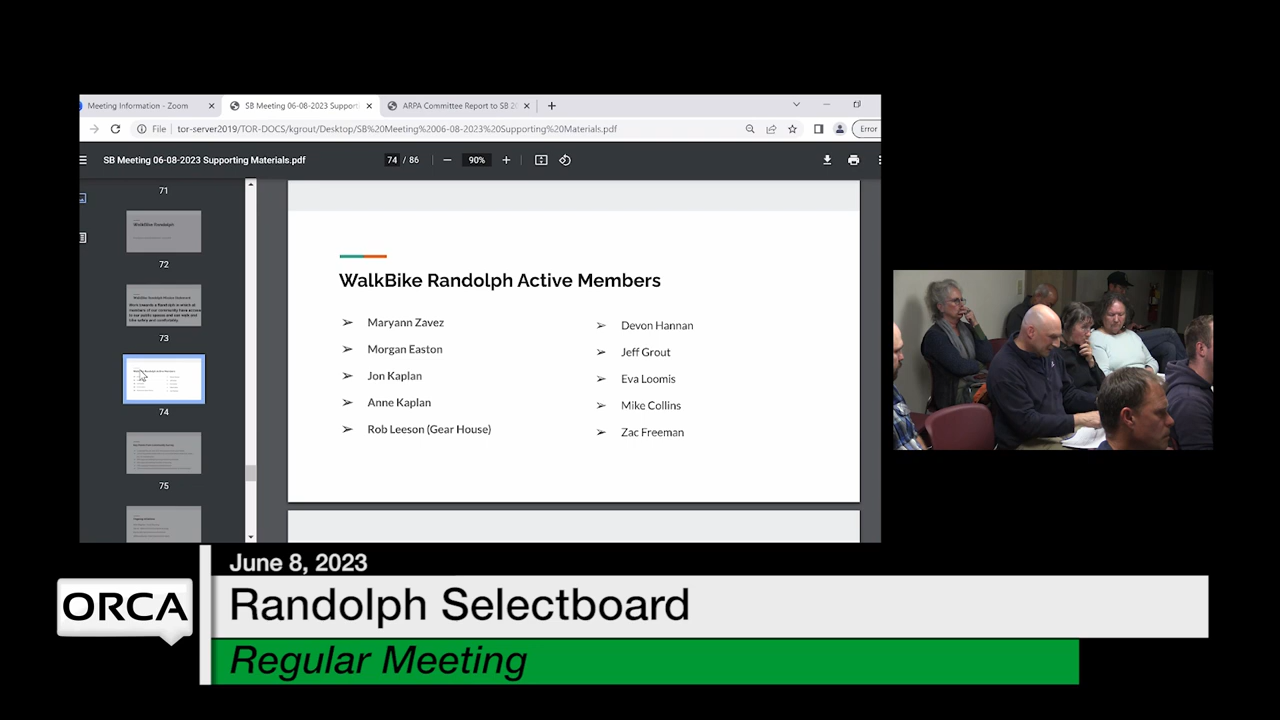 Meeting Information - Zoom
SB Meeting 06-08-2023 Support
ARPA Committee Report to SB 20
File tor-server2019/TOR-DOCS/kgrout/Desktop/SB%20Meeting%2006-08-2023%20Supporting%20Materials.pdf
Error
SB Meeting 06-08-2023 Supporting Materials.pdf
74 / 86
90%
71
WalkBike Randolph
72
73
74
75
WalkBike Randolph Active Members
Maryann Zavez
Morgan Easton
Jon Kaplan
Anne Kaplan
Rob Leeson (Gear House)
Devon Hannan
Jeff Grout
Eva Loomis
Mike Collins
Zac Freeman
June 8, 2023
ORCA
Randolph Selectboard
Regular Meeting